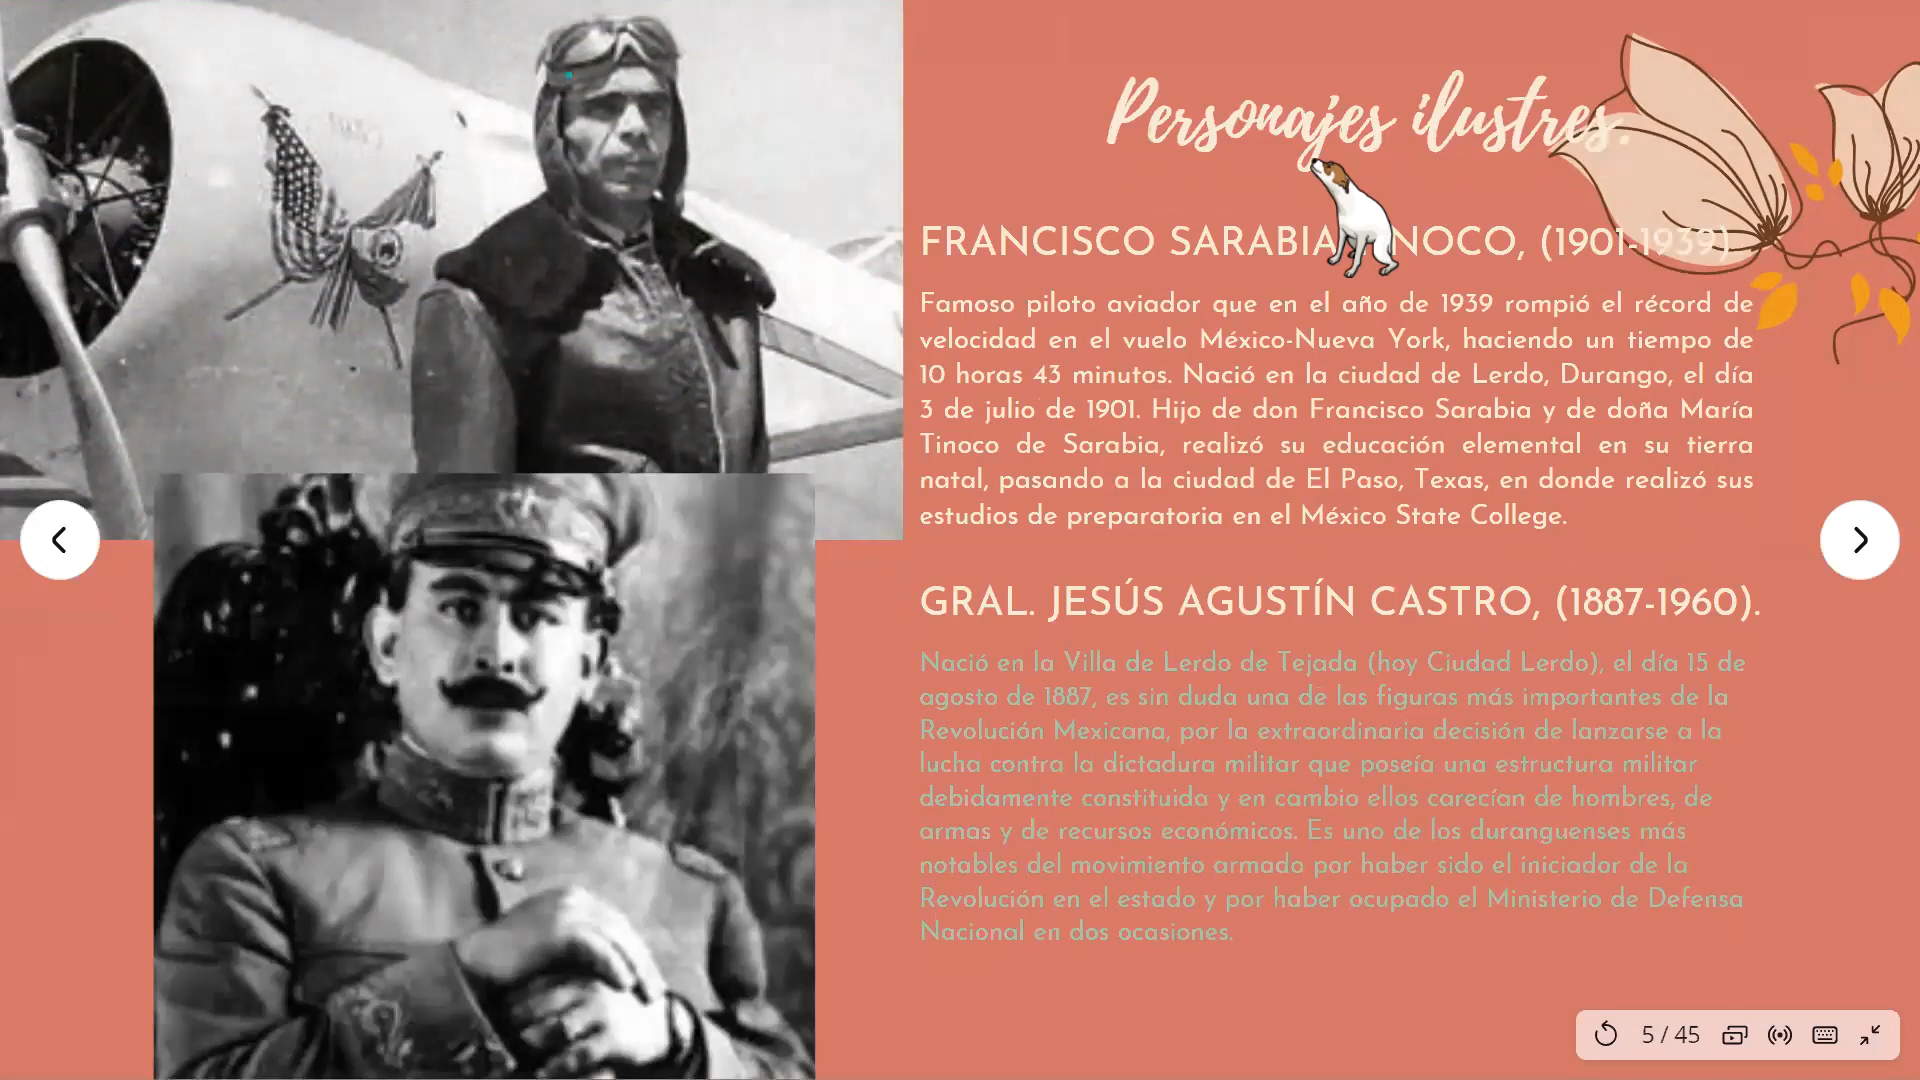 Personajes ilustres.
FRANCISCO SARABIA NOCO, (1901-1939)
Famoso piloto aviador que en el año de 1939 rompió el récord de
velocidad en el vuelo México-Nueva York, haciendo un tiempo de
10 horas 43 minutos. Nació en la ciudad de Lerdo, Durango, el día
3 de julio de 1901. Hijo de don Francisco Sarabia y de doña María
Tinoco de Sarabia, realizó su educación elemental en su tierra
natal, pasando a la ciudad de El Paso, Texas, en donde realizó sus
estudios de preparatoria en el México State College.
GRAL. JESÚS AGUSTÍN CASTRO, (1887-1960).
Nació en la Villa de Lerdo de Tejada (hoy Ciudad Lerdo), el día 15 de
agosto de 1887, es sin duda una de las figuras más importantes de la
Revolución Mexicana, por la extraordinaria decisión de lanzarse a la
lucha contra la dictadura militar que poseía una estructura militar
debidamente constituida y en cambio ellos carecían de hombres, de
armas y de recursos económicos. Es uno de los duranguenses más
notables del movimiento armado por haber sido el iniciador de la
Revolución en el estado y por haber ocupado el Ministerio de Defensa
Nacional en dos ocasiones.
5 / 45